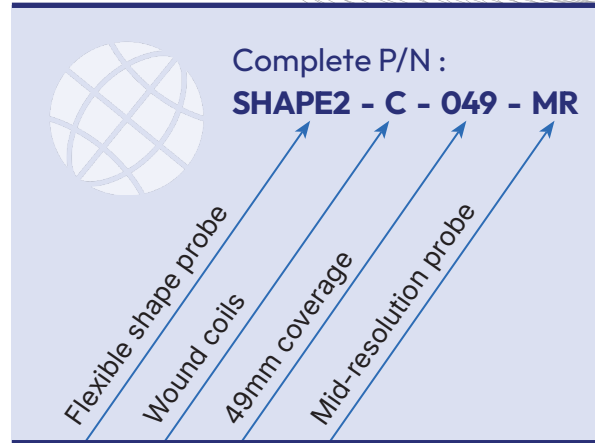 Complete P/N :
SHAPE2 - C - 049 - MR
Flexible shape probe
Wound coils
49mm coverage
Mid-resolution probe